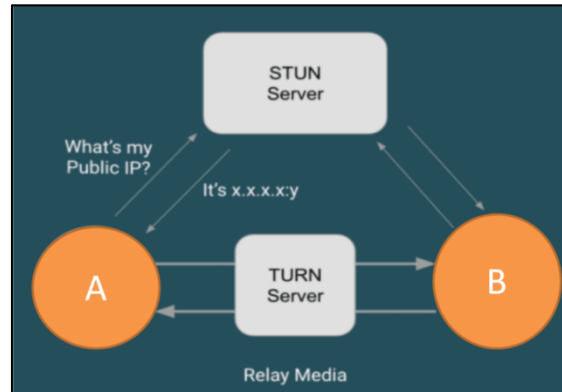 STUN
Server
What's my
Public IP?
It's x.x.x.x:y
A
TURN
Server
B
Relay Media